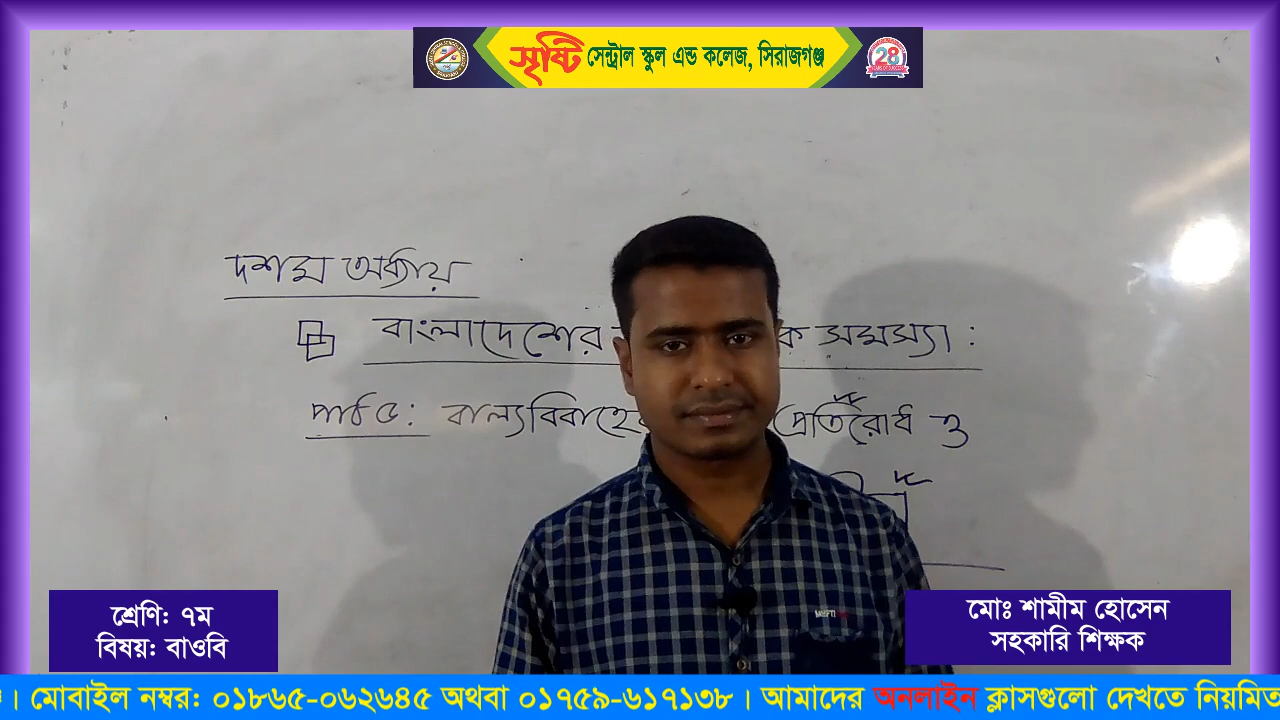 সৃষ্টি সেন্ট্রাল স্কুল এন্ড কলেজ, সিরাজগঞ্জ
28
দশম অধ্যায়
বাংলাদেশের ক সমস্যা :
পাঠ ৫: বাল্যবিবাহের প্রতিরোধ ও
শ্রেণি: ৭ম
বিষয়: বাওবি
মোঃ শামীম হোসেন
সহকারি শিক্ষক
। মোবাইল নম্বর: ০১৮৬৫-০৬২৬৪৫ অথবা ০১৭৫৯-৬১৭১৩৮ । আমাদের অনলাইন ক্লাসগুলো দেখতে নিয়মিত